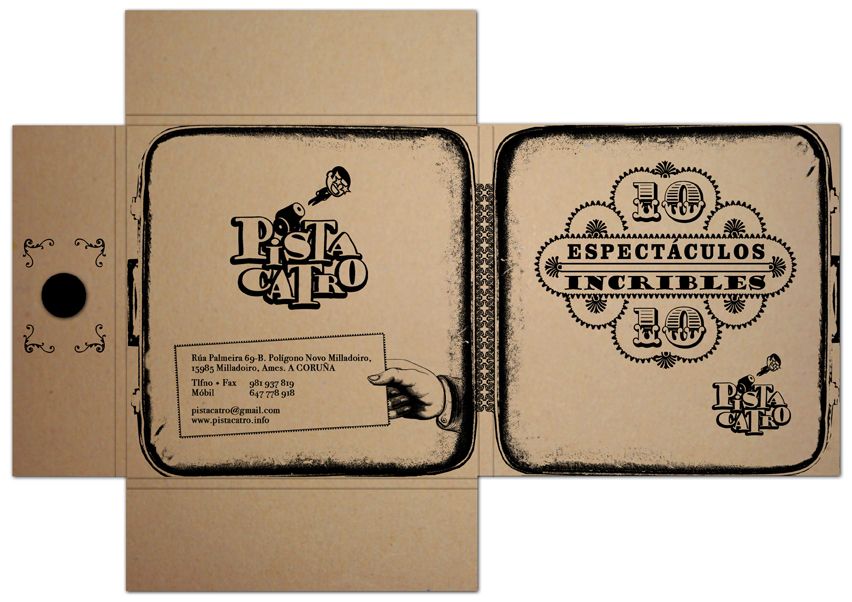 PISTA
CATRO
Rúa Palmeira 69-B. Polígono Novo Milladoiro,
15985 Milladoiro, Ames. A CORUÑA
Tlfno • Fax 981 937 819
Móbil 647 778 918
pistacatro@gmail.com
www.pistacatro.info
10
ESPECTÁCULOS
INCRIBLES
10
PISTA
CATRO